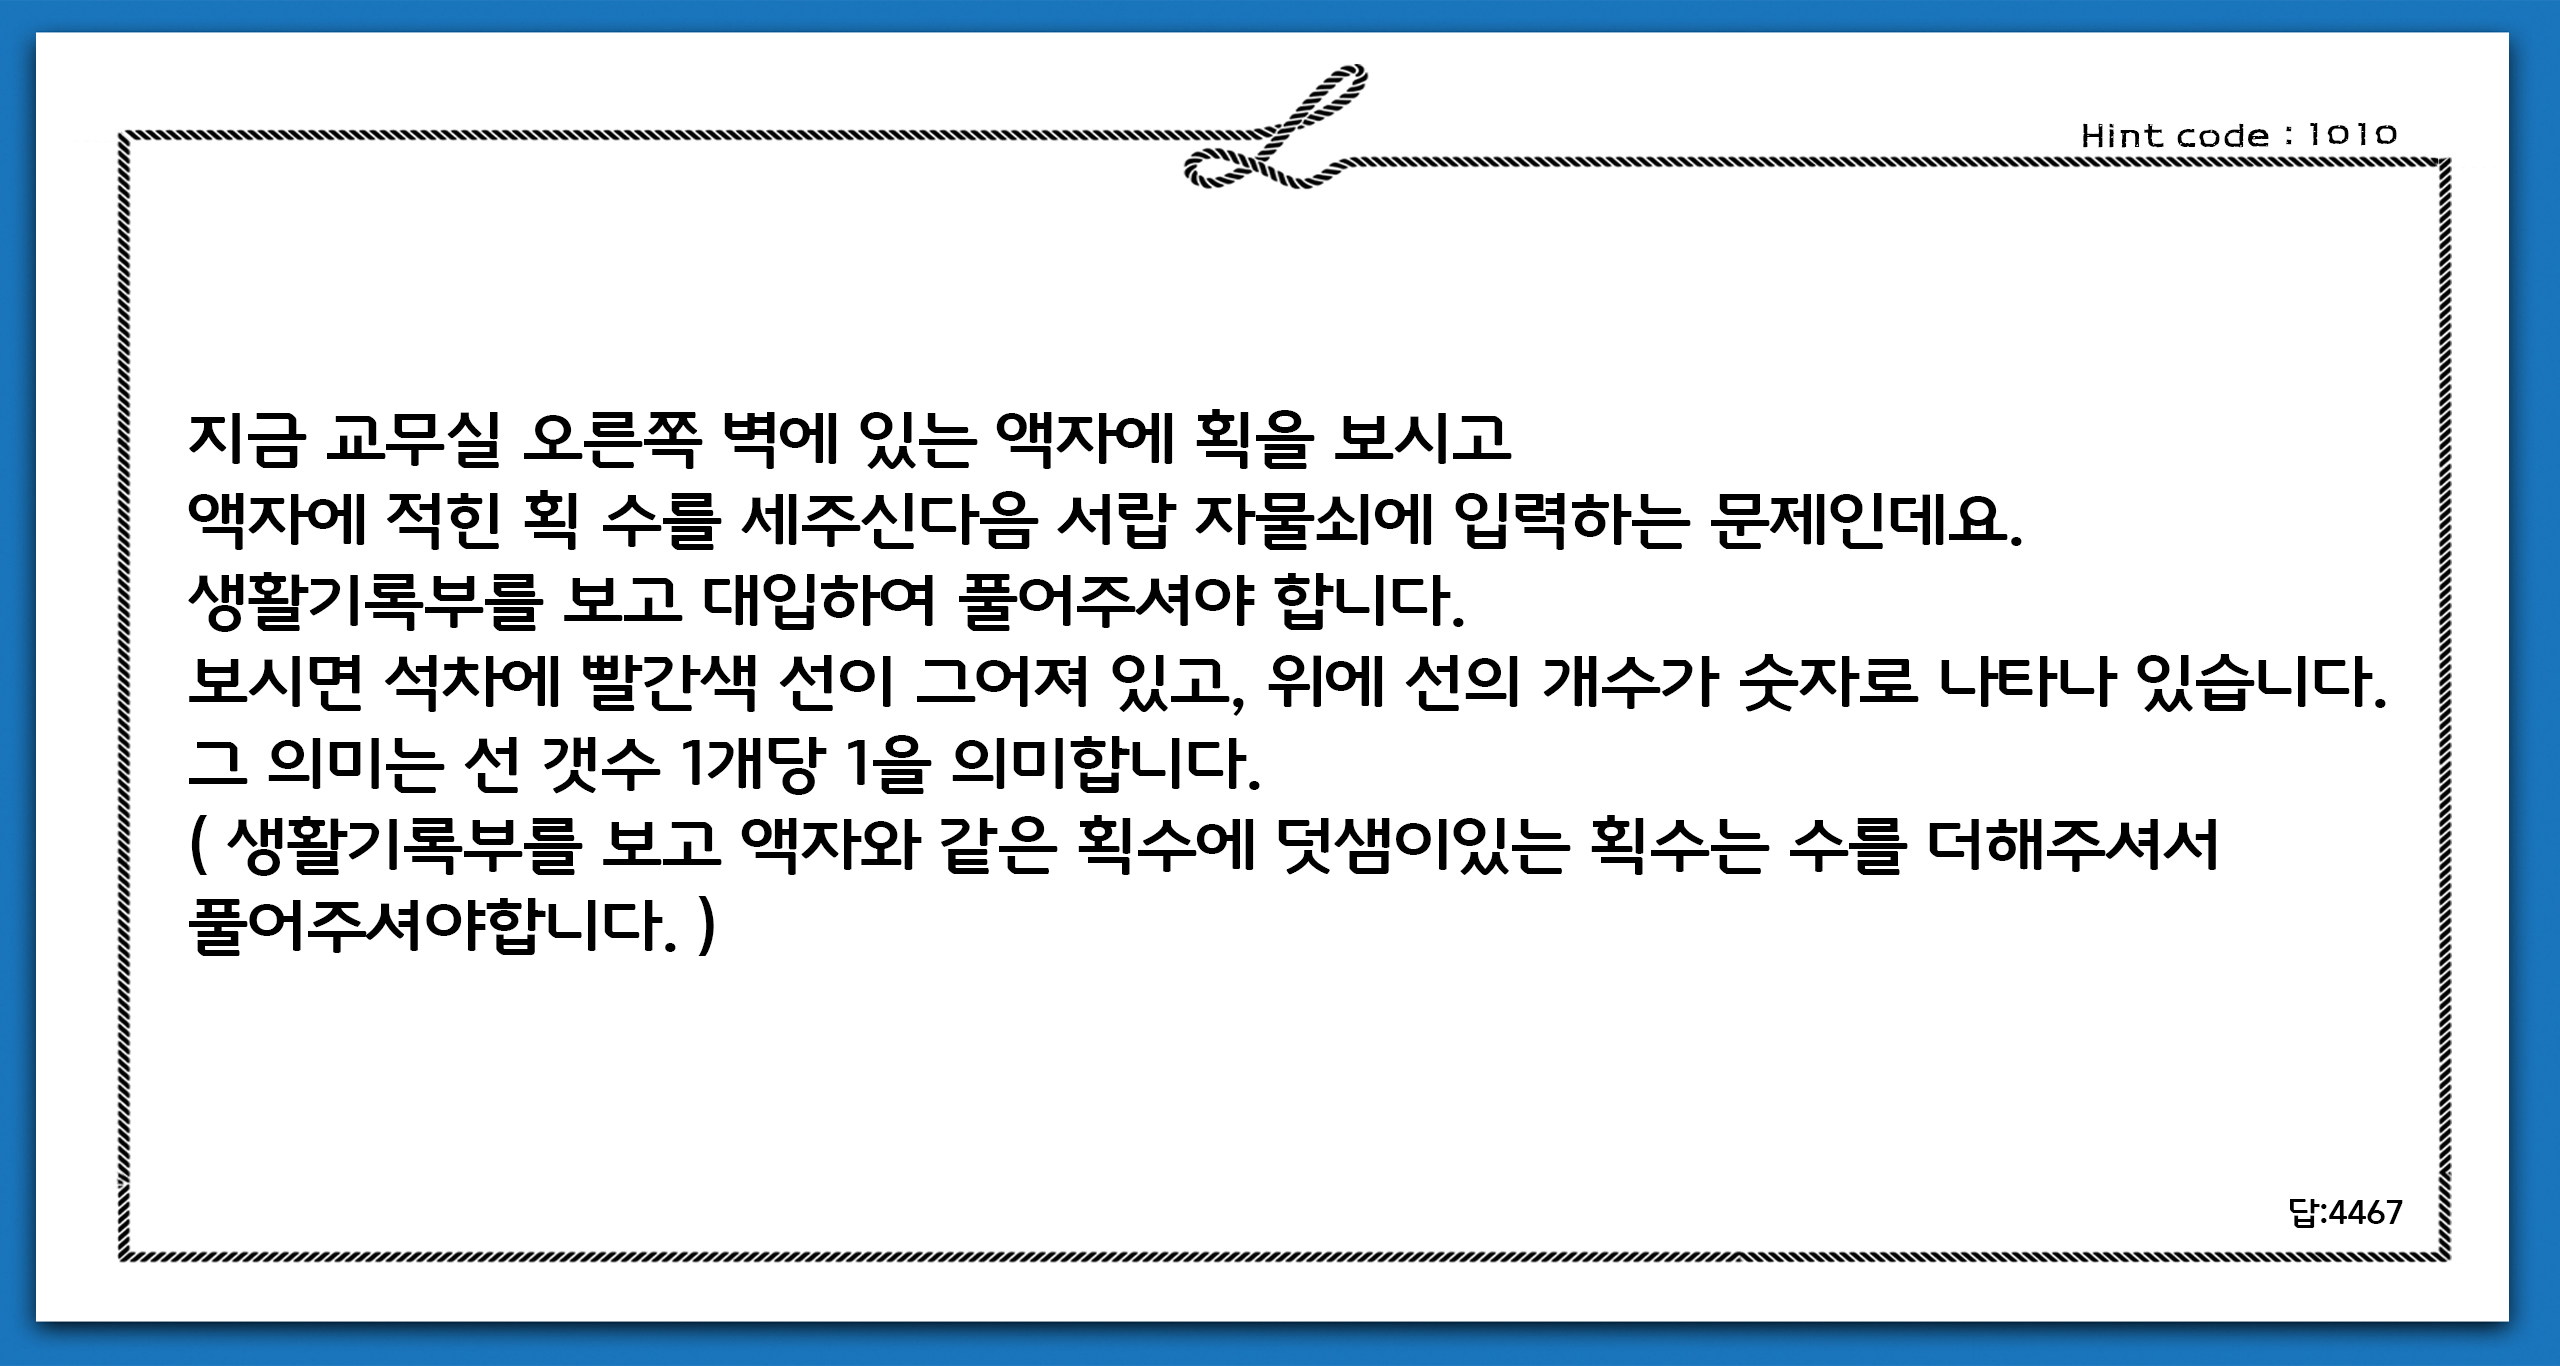 Hint code : 1010
지금 교무실 오른쪽 벽에 있는 액자에 획을 보시고
액자에 적힌 획 수를 세주신다음 서랍 자물쇠에 입력하는 문제인데요.
생활기록부를 보고 대입하여 풀어주셔야 합니다.
보시면 석차에 빨간색 선이 그어져 있고, 위에 선의 개수가 숫자로 나타나 있습니다.
그 의미는 선 갯수 1개당 1을 의미합니다.
( 생활기록부를 보고 액자와 같은 획수에 덧샘이있는 획수는 수를 더해주셔서
풀어주셔야합니다. )
답:4467